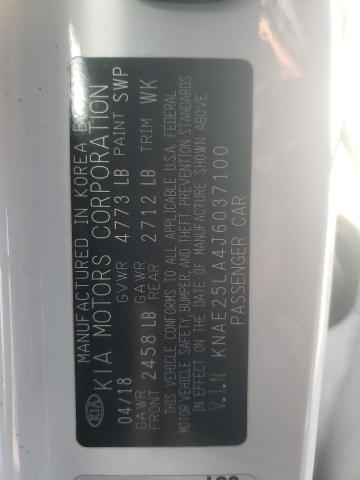 MANUFACTURED IN KOREA B
KIA MOTORS CORPORATION
KIA
04/18 GVWR 4773 LB PAINT SWP
GAWR FRONT 2458 LB GAWR REAR 2712 LB TRIM WK
THIS VEHICLE CONFORMS TO ALL APPLICABLE U.S.A. FEDERAL
MOTOR VEHICLE SAFETY, BUMPER, AND THEFT PREVENTION STANDARDS
IN EFFECT ON THE DATE OF MANUFACTURE SHOWN ABOVE
V.I.N KNAE25LA4J6037100
PASSENGER CAR